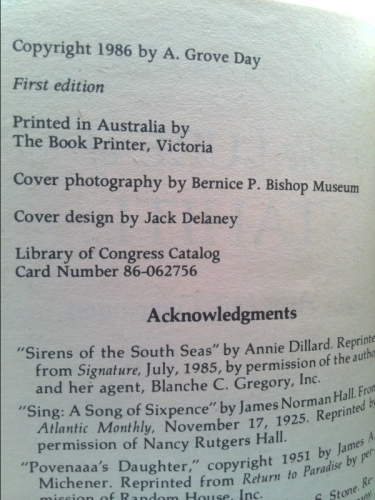 Copyright 1986 by A. Grove Day
First edition
Printed in Australia by
The Book Printer, Victoria
Cover photography by Bernice P. Bishop Museum
Cover design by Jack Delaney
Library of Congress Catalog
Card Number 86-062756
Acknowledgments
"Sirens of the South Seas" by Annie Dillard. Reprinte
from Signature, July, 1985, by permission of the autho
and her agent, Blanche C. Gregory, Inc.
"Sing: A Song of Sixpence" by James Norman Hall. From
Atlantic Monthly, November 17, 1925. Reprinted by
permission of Nancy Rutgers Hall.
"Povenaaa's Daughter," copyright 1951 by James A.
Michener. Reprinted from Return to Paradise by per-
mission of Random House, Inc.
S. Stone. Re-